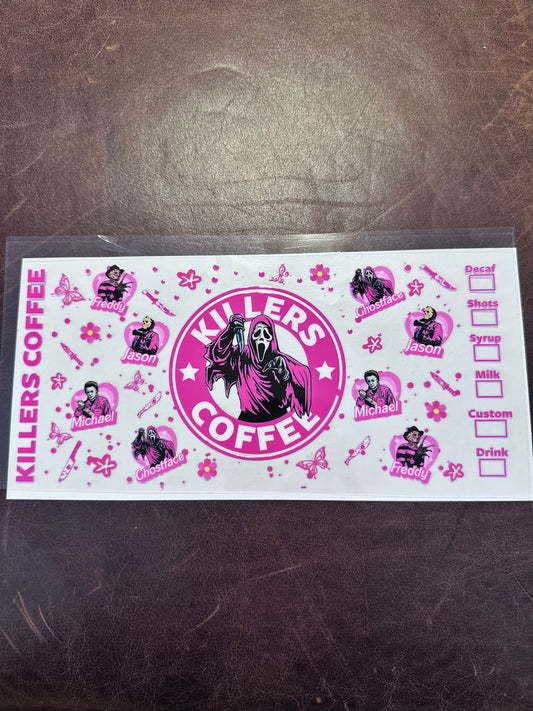 KILLERS COFFEE
Freddy
Jason
Michael
Ghostface
KILLERS
COFFEE
Ghostface
Jason
Michael
Freddy
Decaf
Shots
Syrup
Milk
Custom
Drink